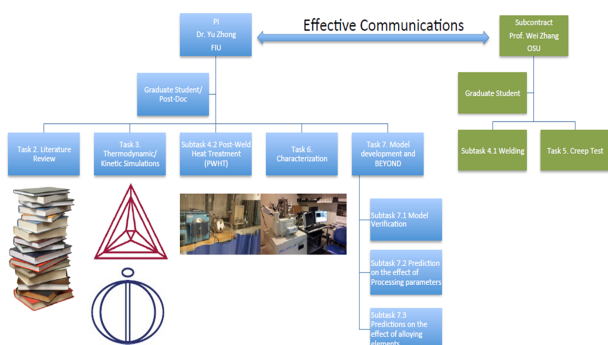 PI
Dr. Yu Zhong
FIU
Effective Communications
Subcontract
Prof. Wei Zhang
OSU
Graduate Student/
Post-Doc
Graduate Student
Task 2. Literature
Review
Task 3.
Thermodynamic/
Kinetic Simulations
Subtask 4.2 Post-Weld
Heat Treatment
(PWHT)
Task 6.
Characterization
Task 7. Model
development and
BEYOND
Subtask 4.1 Welding
Task 5. Creep Test
Subtask 7.1 Model
Verification
Subtask 7.2 Prediction
on the effect of
Processing parameters
Subtask 7.3
Predictions on the
effect of alloying
elements